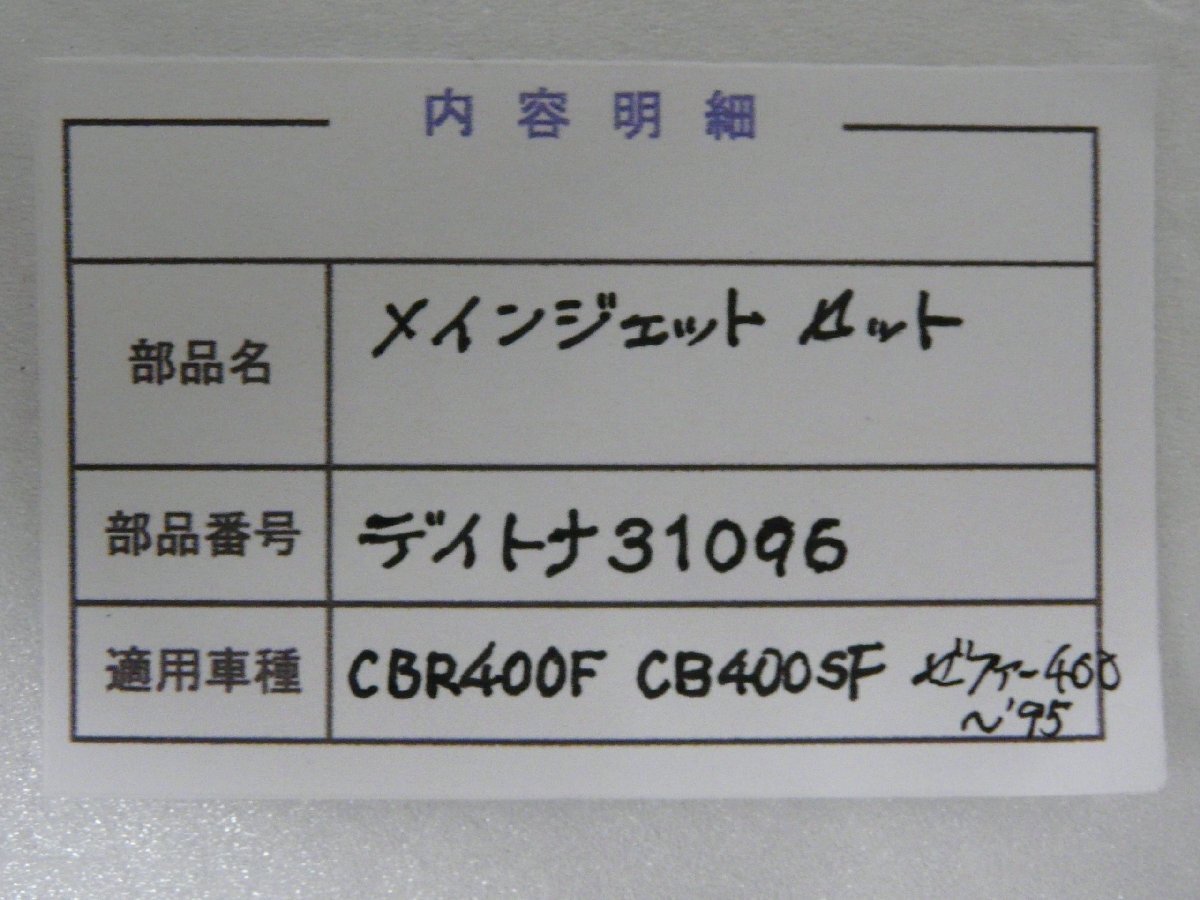 内容明細
部品名 メインジェット セット
部品番号 デイトナ31096
適用車種 CBR400F CB400SF ゼファー400
～'95